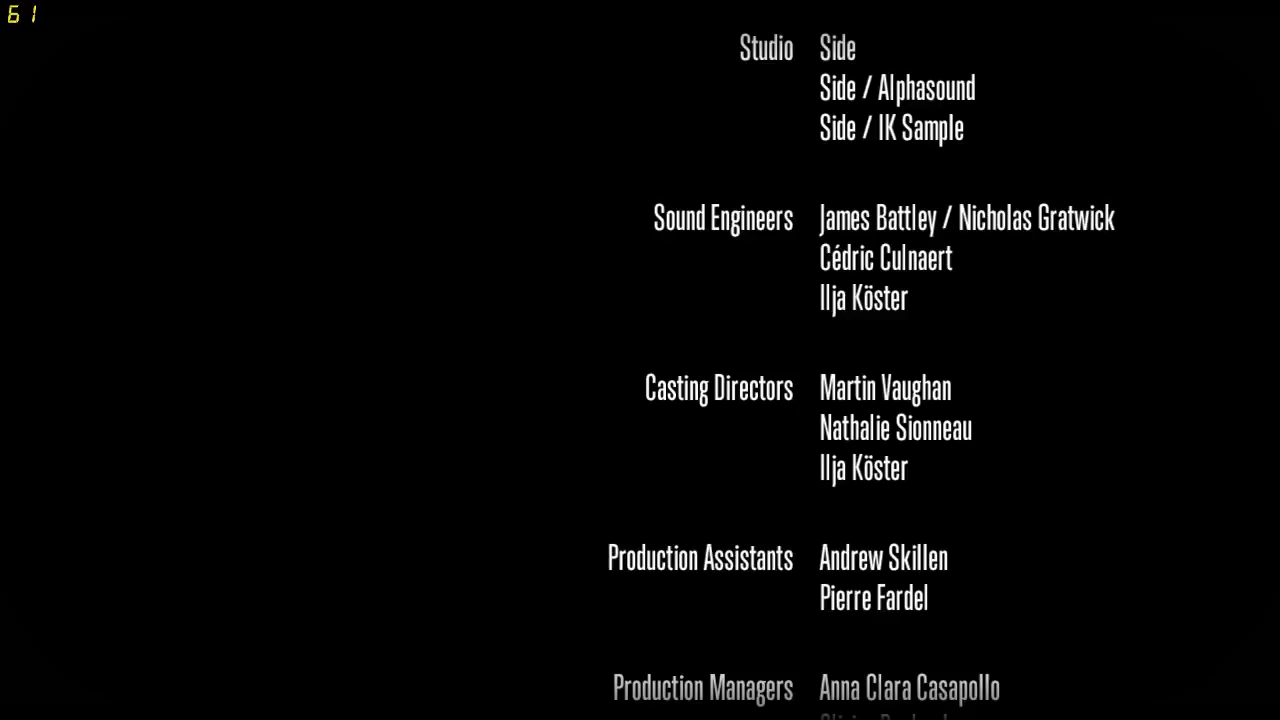 61
Studio Side
Side / Alphasound
Side / IK Sample
Sound Engineers James Battley / Nicholas Gratwick
Cédric Culnaert
Ilja Köster
Casting Directors Martin Vaughan
Nathalie Sionneau
Ilja Köster
Production Assistants Andrew Skillen
Pierre Fardel
Production Managers Anna Clara Casapollo